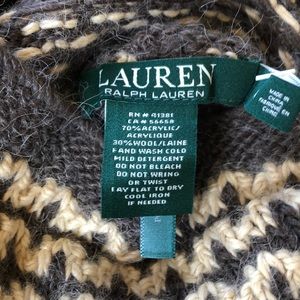 LAUREN
RALPH LAUREN
RN# 41381
CA# 56658
70%ACRYLIC/
ACRYLIQUE
30%WOOL/LAINE
HAND WASH COLD
MILD DETERGENT
DO NOT BLEACH
DO NOT WRING
OR TWIST
LAY FLAT TO DRY
COOL IRON
IF NEEDED
MADE IN
CHINA
FABRIQUÉ EN
CHINE